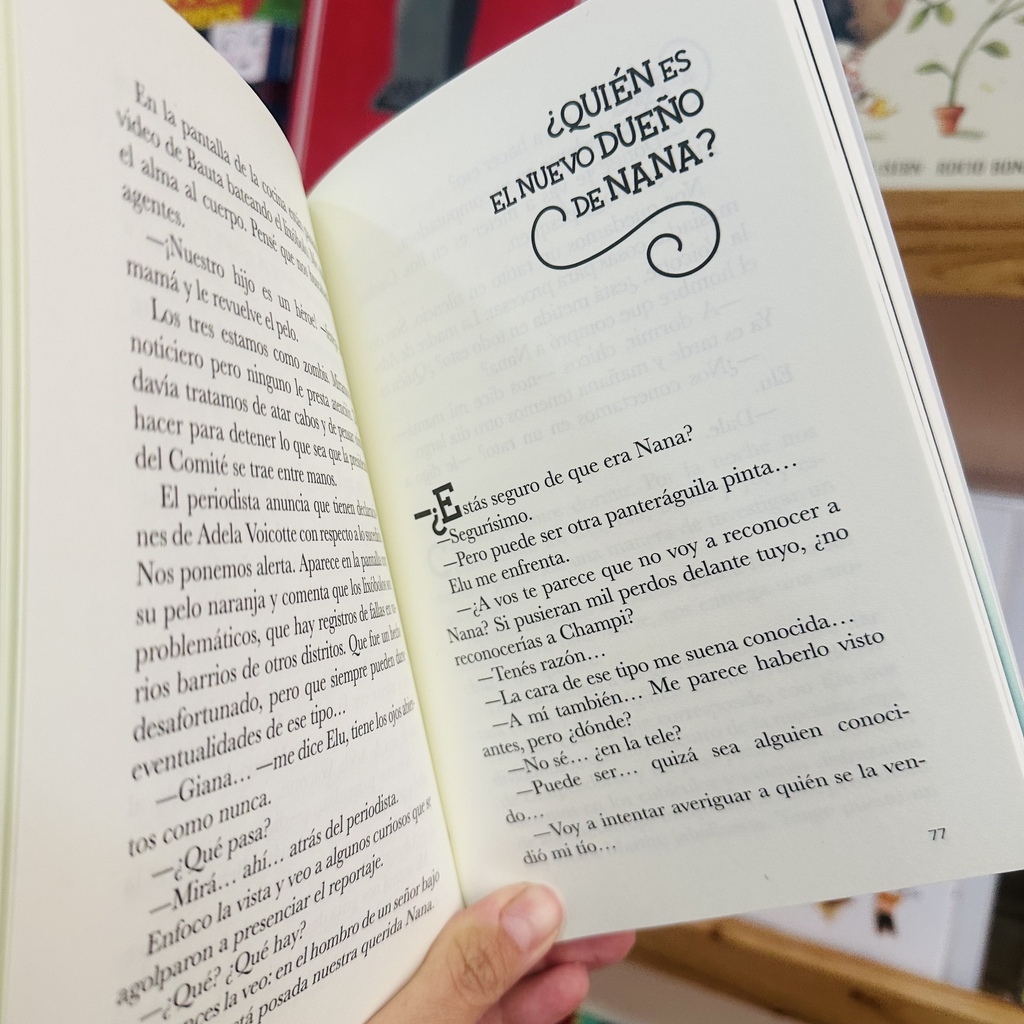 En la pantalla de la cocina
video de Bauta bateando el
el alma al cuerpo. Pensé que
agentes.
—¡Nuestro hijo es un héroe!
mamá y le revuelve el pelo.
Los tres estamos como zombis.
noticiero pero ninguno le presta atención.
davía tratamos de atar cabos y de pensar
hacer para detener lo que sea que la
del Comité se trae entre manos.
El periodista anuncia que tienen
nes de Adela Voicotte con respecto a lo
Nos ponemos alerta. Aparece en la pantalla
su pelo naranja y comenta que los
problemáticos, que hay registros de fallas en
rios barrios de otros distritos. Que fue un
desafortunado, pero que siempre pueden
eventualidades de ese tipo…
—Giana… —me dice Elu, tiene los ojos
tos como nunca.
—¿Qué pasa?
—Mirá… ahí… atrás del periodista.
Enfoco la vista y veo a algunos curiosos que se
agolparon a presenciar el reportaje.
—¿Qué? ¿Qué hay?
la veo: en el hombro de un señor bajo
posada nuestra querida Nana.
¿QUIÉN ES
EL NUEVO DUEÑO
DE NANA?
—¿Estás seguro de que era Nana?
—Segurísimo.
—Pero puede ser otra panteráguila pinta…
Elu me enfrenta.
—¿A vos te parece que no voy a reconocer a
Nana? Si pusieran mil perdos delante tuyo, ¿no
reconocerías a Champi?
—Tenés razón…
—La cara de ese tipo me suena conocida…
—A mí también… Me parece haberlo visto
antes, pero ¿dónde?
—No sé… ¿en la tele?
—Puede ser… quizá sea alguien conoci-
do…
—Voy a intentar averiguar a quién se la ven-
dió mi tío…
77